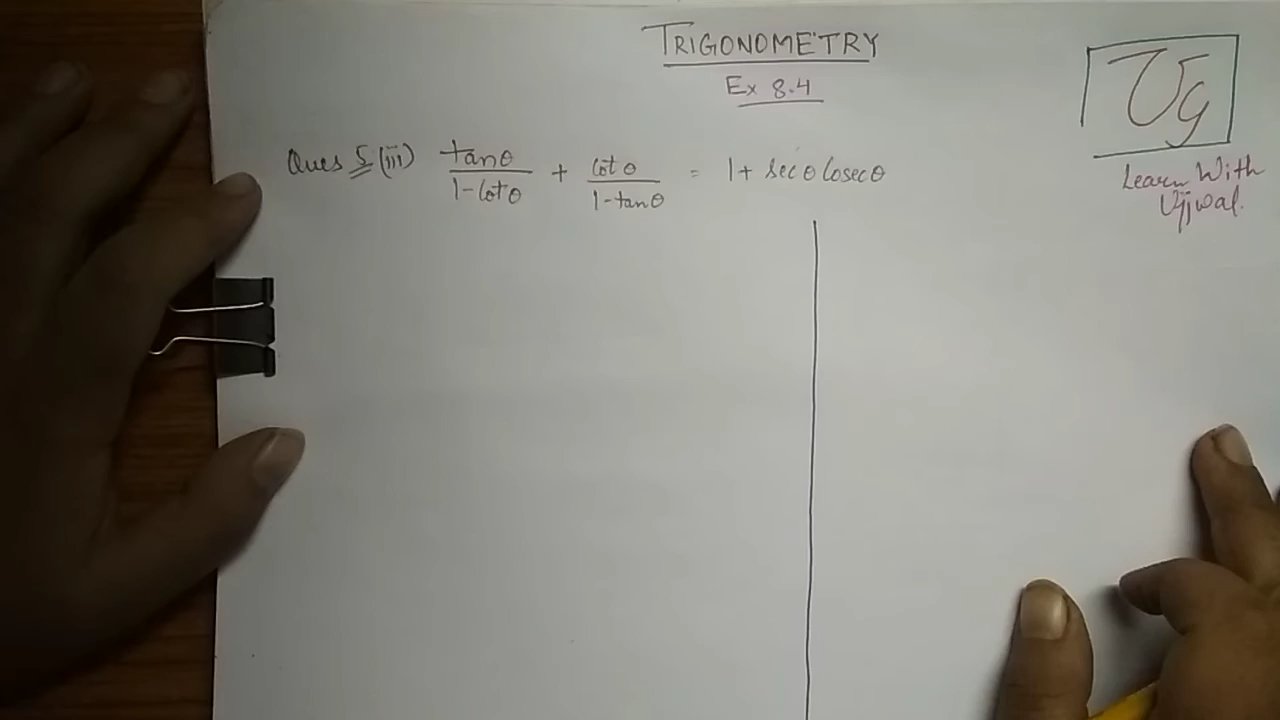 TRIGONOMETRY
Ex 8.4
Ques 5 (iii) tanθ/1-cotθ + cotθ/1-tanθ = 1+ secθ cosecθ
UG
Learn With
Ujjwal.